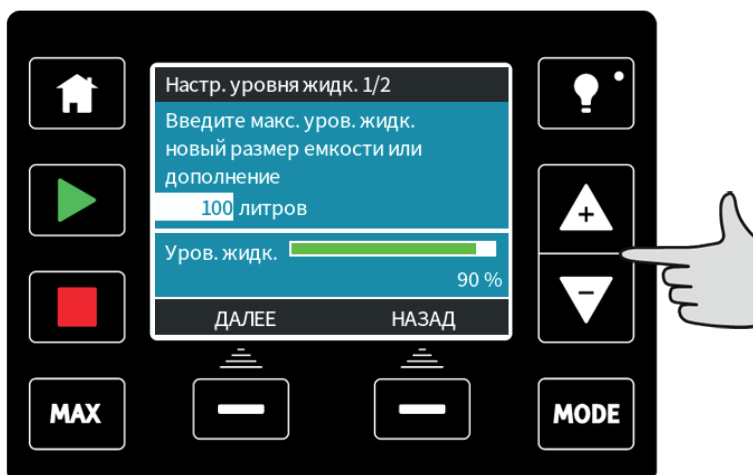 Настр. уровня жидк. 1/2
Введите макс. уров. жидк.
новый размер емкости или
дополнение
100 литров
Уров. жидк.
90 %
ДАЛЕЕ НАЗАД
+
−
MAX
MODE